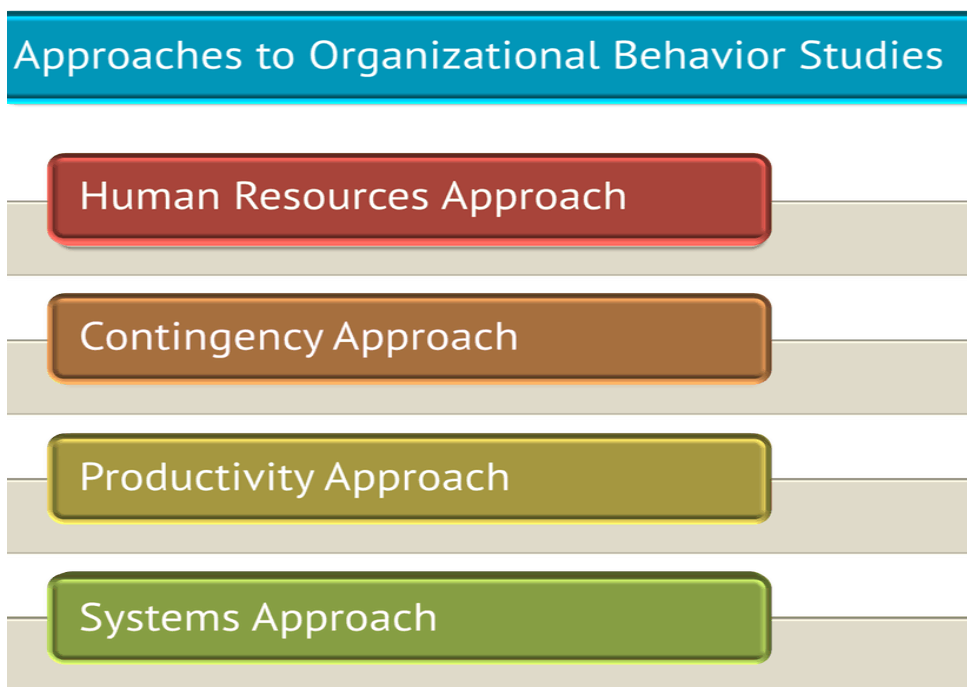 Approaches to Organizational Behavior Studies
Human Resources Approach
Contingency Approach
Productivity Approach
Systems Approach